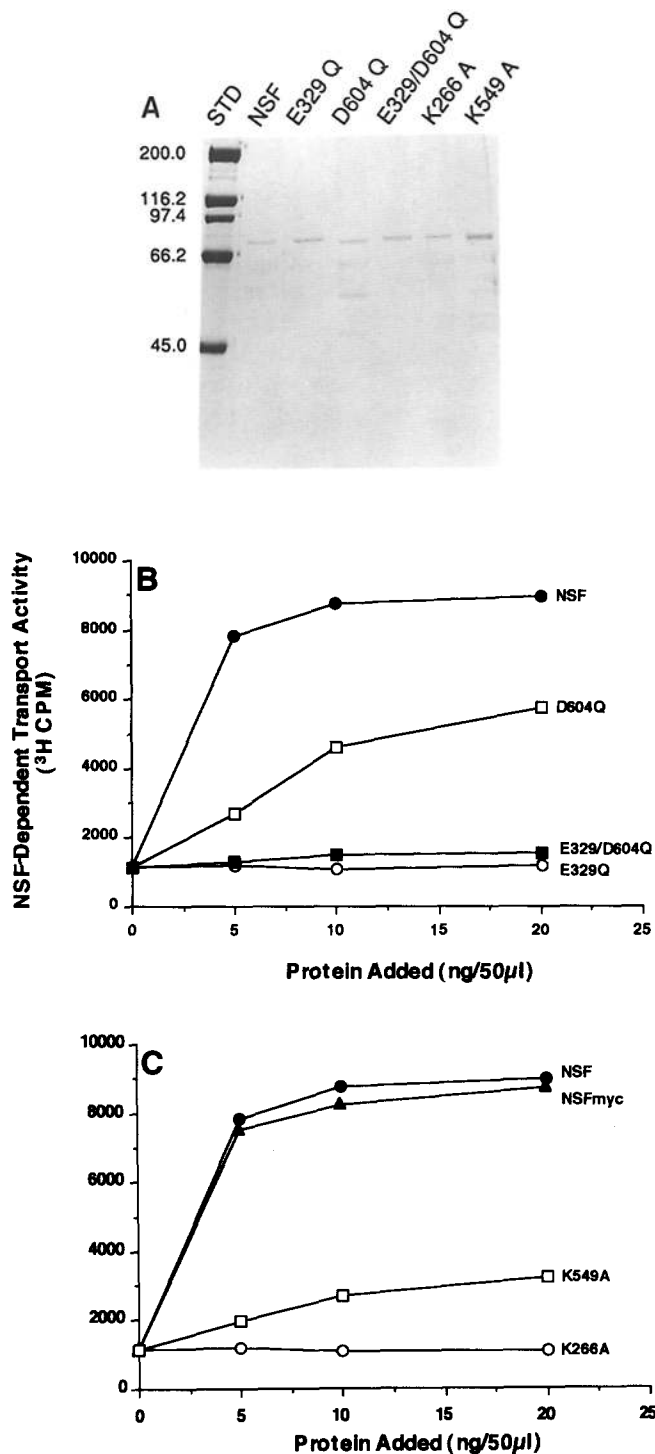 A
STD
NSF
E329 Q
D604 Q
E329/D604 Q
K266 A
K549 A
200.0
116.2
97.4
66.2
45.0
B
NSF-Dependent Transport Activity
(³H CPM)
10000
8000
6000
4000
2000
0
NSF
D604Q
E329/D604Q
E329Q
0 5 10 15 20 25
Protein Added (ng/50µl)
C
10000
8000
6000
4000
2000
0
NSF
NSFmyc
K549A
K266A
0 5 10 15 20 25
Protein Added (ng/50µl)